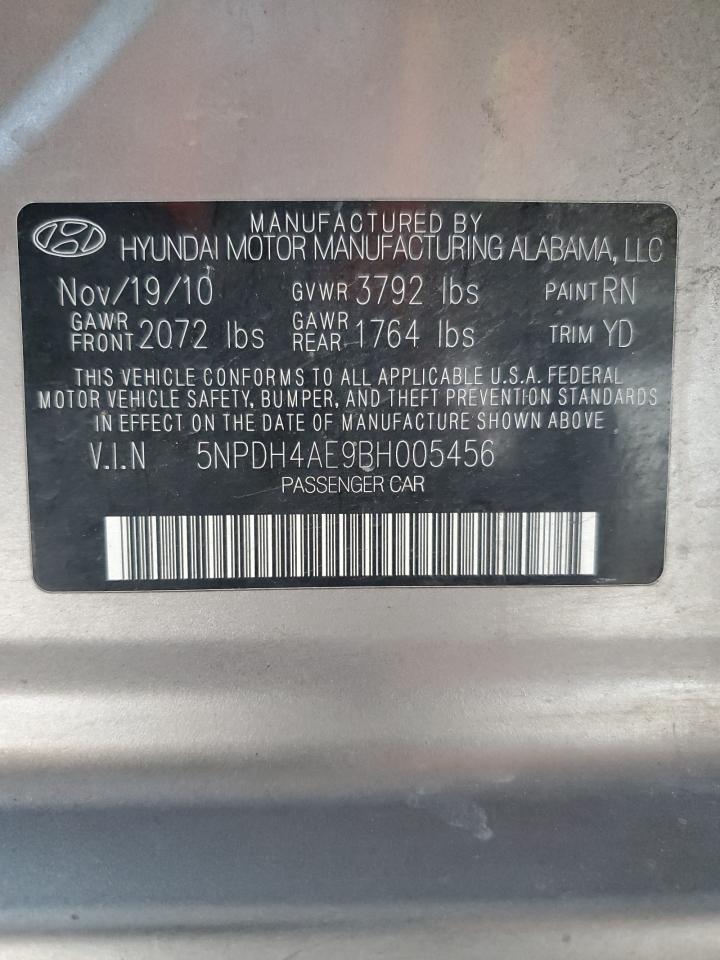 MANUFACTURED BY
HYUNDAI MOTOR MANUFACTURING ALABAMA, LLC
Nov/19/10 GVWR 3792 lbs PAINT RN
GAWR FRONT 2072 lbs GAWR REAR 1764 lbs TRIM YD
THIS VEHICLE CONFORMS TO ALL APPLICABLE U.S.A. FEDERAL
MOTOR VEHICLE SAFETY, BUMPER, AND THEFT PREVENTION STANDARDS
IN EFFECT ON THE DATE OF MANUFACTURE SHOWN ABOVE
V.I.N 5NPDH4AE9BH005456
PASSENGER CAR